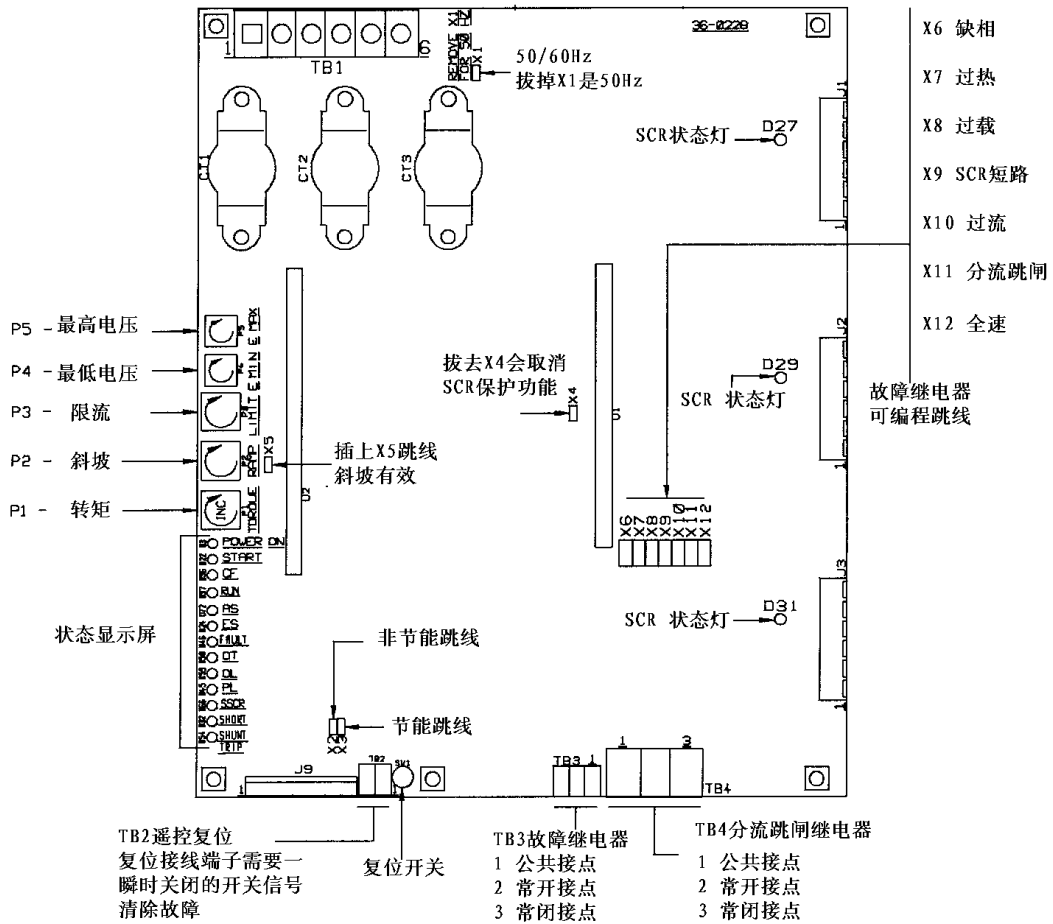 36-0228
1
6
TB1
REMOVE X1
FOR 50 HZ
X1
50/60Hz
拔掉X1是50Hz
CT1
CT2
CT3
SCR状态灯
D27
J1
1
X6 缺相
X7 过热
X8 过载
X9 SCR短路
X10 过流
X11 分流跳闸
X12 全速
故障继电器
可编程跳线
P5 - 最高电压
P4 - 最低电压
P3 - 限流
P2 - 斜坡
P1 - 转矩
E MAX
E MIN
LIMIT
RAMP
TORQUE
INC
X5
插上X5跳线
斜坡有效
U2
拔去X4会取消
SCR保护功能
X4
D29
SCR 状态灯
J2
1
X6
X7
X8
X9
X10
X11
X12
POWER ON
START
CF
RUN
AS
ES
FAULT
OT
OL
PL
SSCR
SHORT
SHUNT
TRIP
状态显示屏
非节能跳线
节能跳线
X2
X3
SCR 状态灯
D31
J3
1
J9
1
TB2
SW1
1
TB3
1
1
3
TB4
TB2遥控复位
复位接线端子需要一
瞬时关闭的开关信号
清除故障
复位开关
TB3故障继电器
1 公共接点
2 常开接点
3 常闭接点
TB4分流跳闸继电器
1 公共接点
2 常开接点
3 常闭接点